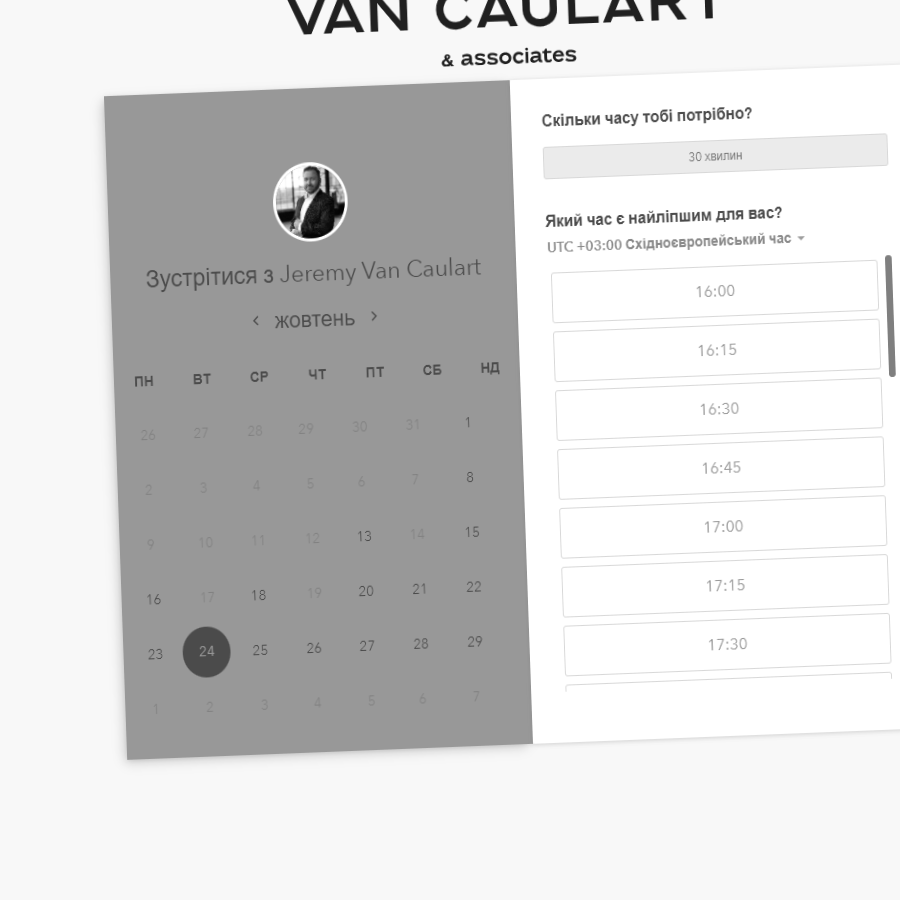 VAN CAULART
& associates
Зустрітися з Jeremy Van Caulart
жовтень
ПН ВТ СР ЧТ ПТ СБ НД
26 27 28 29 30 31 1
2 3 4 5 6 7 8
9 10 11 12 13 14 15
16 17 18 19 20 21 22
23 24 25 26 27 28 29
1 2 3 4 5 6 7
Скільки часу тобі потрібно?
30 хвилин
Який час є найліпшим для вас?
UTC +03:00 Східноєвропейський час
16:00
16:15
16:30
16:45
17:00
17:15
17:30